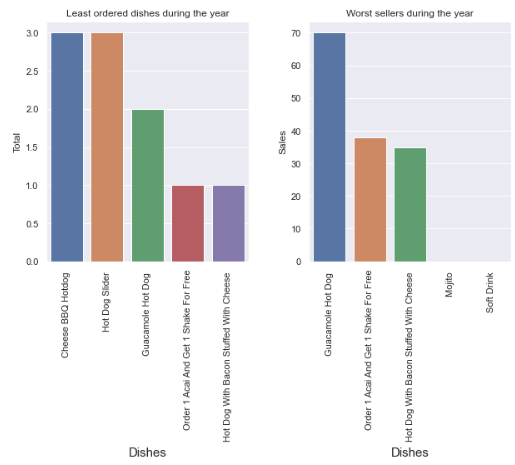 Least ordered dishes during the year
3.0
2.5
2.0
1.5
1.0
0.5
0.0
Total
Cheese BBQ Hotdog
Hot Dog Slider
Guacamole Hot Dog
Order 1 Acai And Get 1 Shake For Free
Hot Dog With Bacon Stuffed With Cheese
Dishes
Worst sellers during the year
70
60
50
40
30
20
10
0
Sales
Guacamole Hot Dog
Order 1 Acai And Get 1 Shake For Free
Hot Dog With Bacon Stuffed With Cheese
Mojito
Soft Drink
Dishes